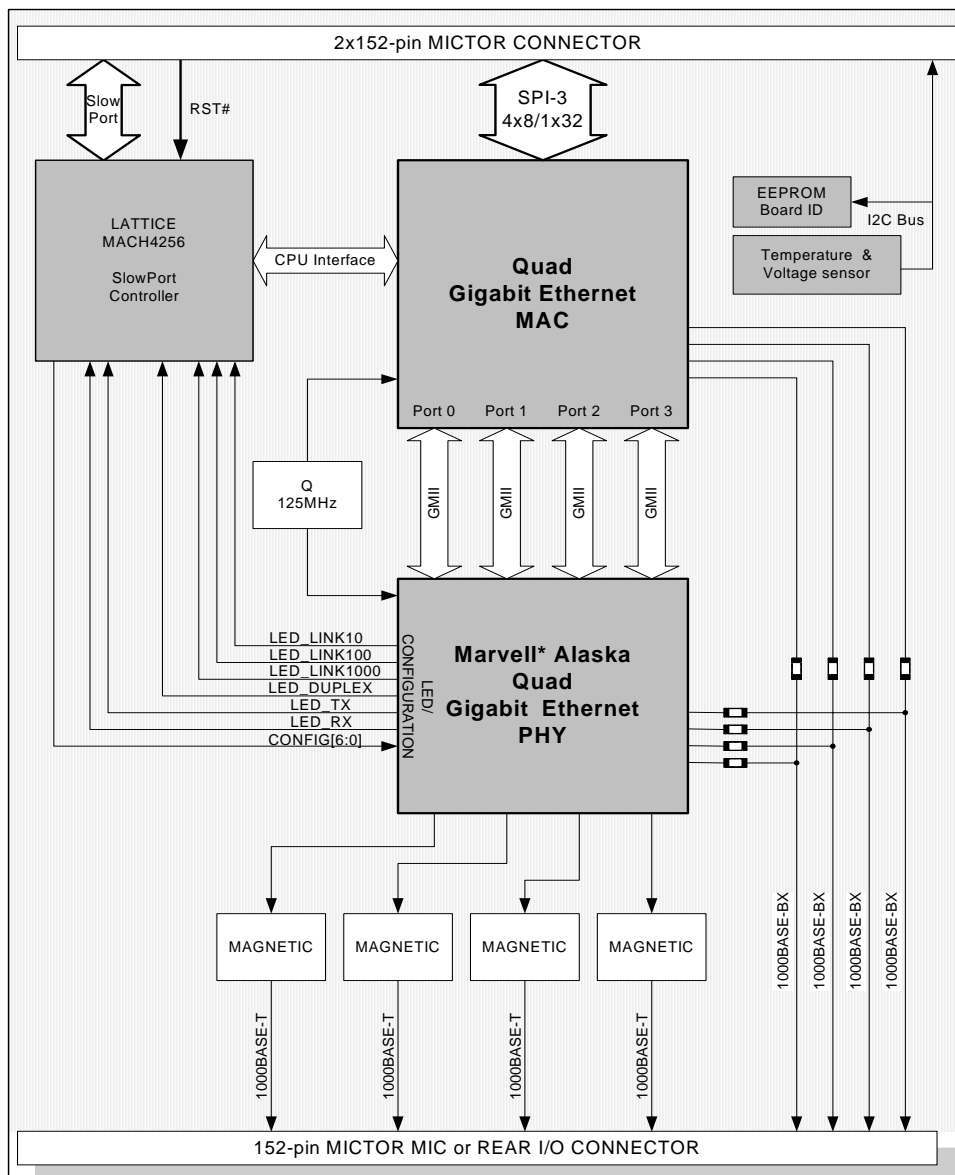 2x152-pin MICTOR CONNECTOR
Slow
Port
RST#
SPI-3
4x8/1x32
LATTICE
MACH4256
SlowPort
Controller
CPU Interface
Quad
Gigabit Ethernet
MAC
EEPROM
Board ID
I2C Bus
Temperature &
Voltage sensor
Port 0
Port 1
Port 2
Port 3
Q
125MHz
GMII
GMII
GMII
GMII
LED_LINK10
LED_LINK100
LED_LINK1000
LED_DUPLEX
LED_TX
LED_RX
CONFIG[6:0]
LED/
CONFIGURATION
Marvell* Alaska
Quad
Gigabit Ethernet
PHY
MAGNETIC
MAGNETIC
MAGNETIC
MAGNETIC
1000BASE-T
1000BASE-T
1000BASE-T
1000BASE-T
1000BASE-BX
1000BASE-BX
1000BASE-BX
1000BASE-BX
152-pin MICTOR MIC or REAR I/O CONNECTOR